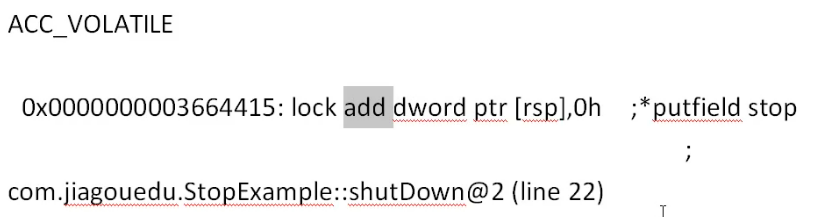 ACC_VOLATILE
0x0000000003664415: lock add dword ptr [rsp],0h ;*putfield stop
;
com.jiagouedu.StopExample::shutDown@2 (line 22)